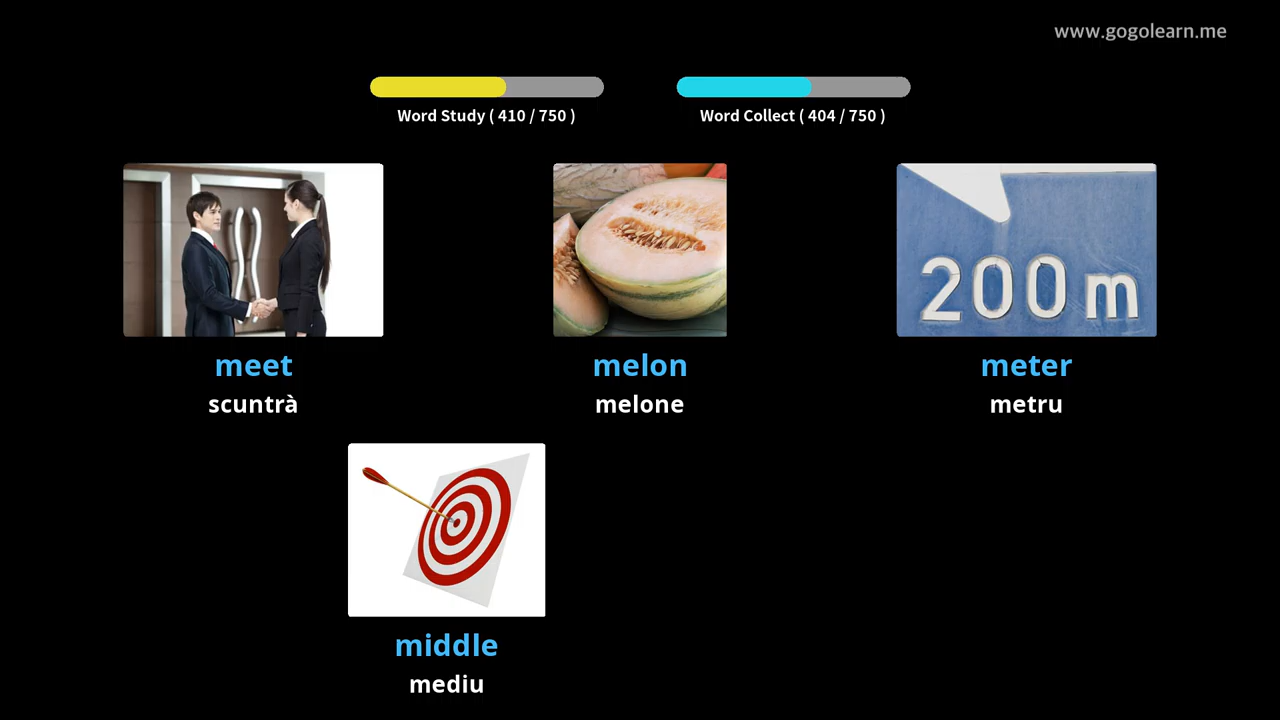 www.gogolearn.me
Word Study ( 410 / 750 )
Word Collect ( 404 / 750 )
200m
meet
melon
meter
scuntrà
melone
metru
middle
mediu